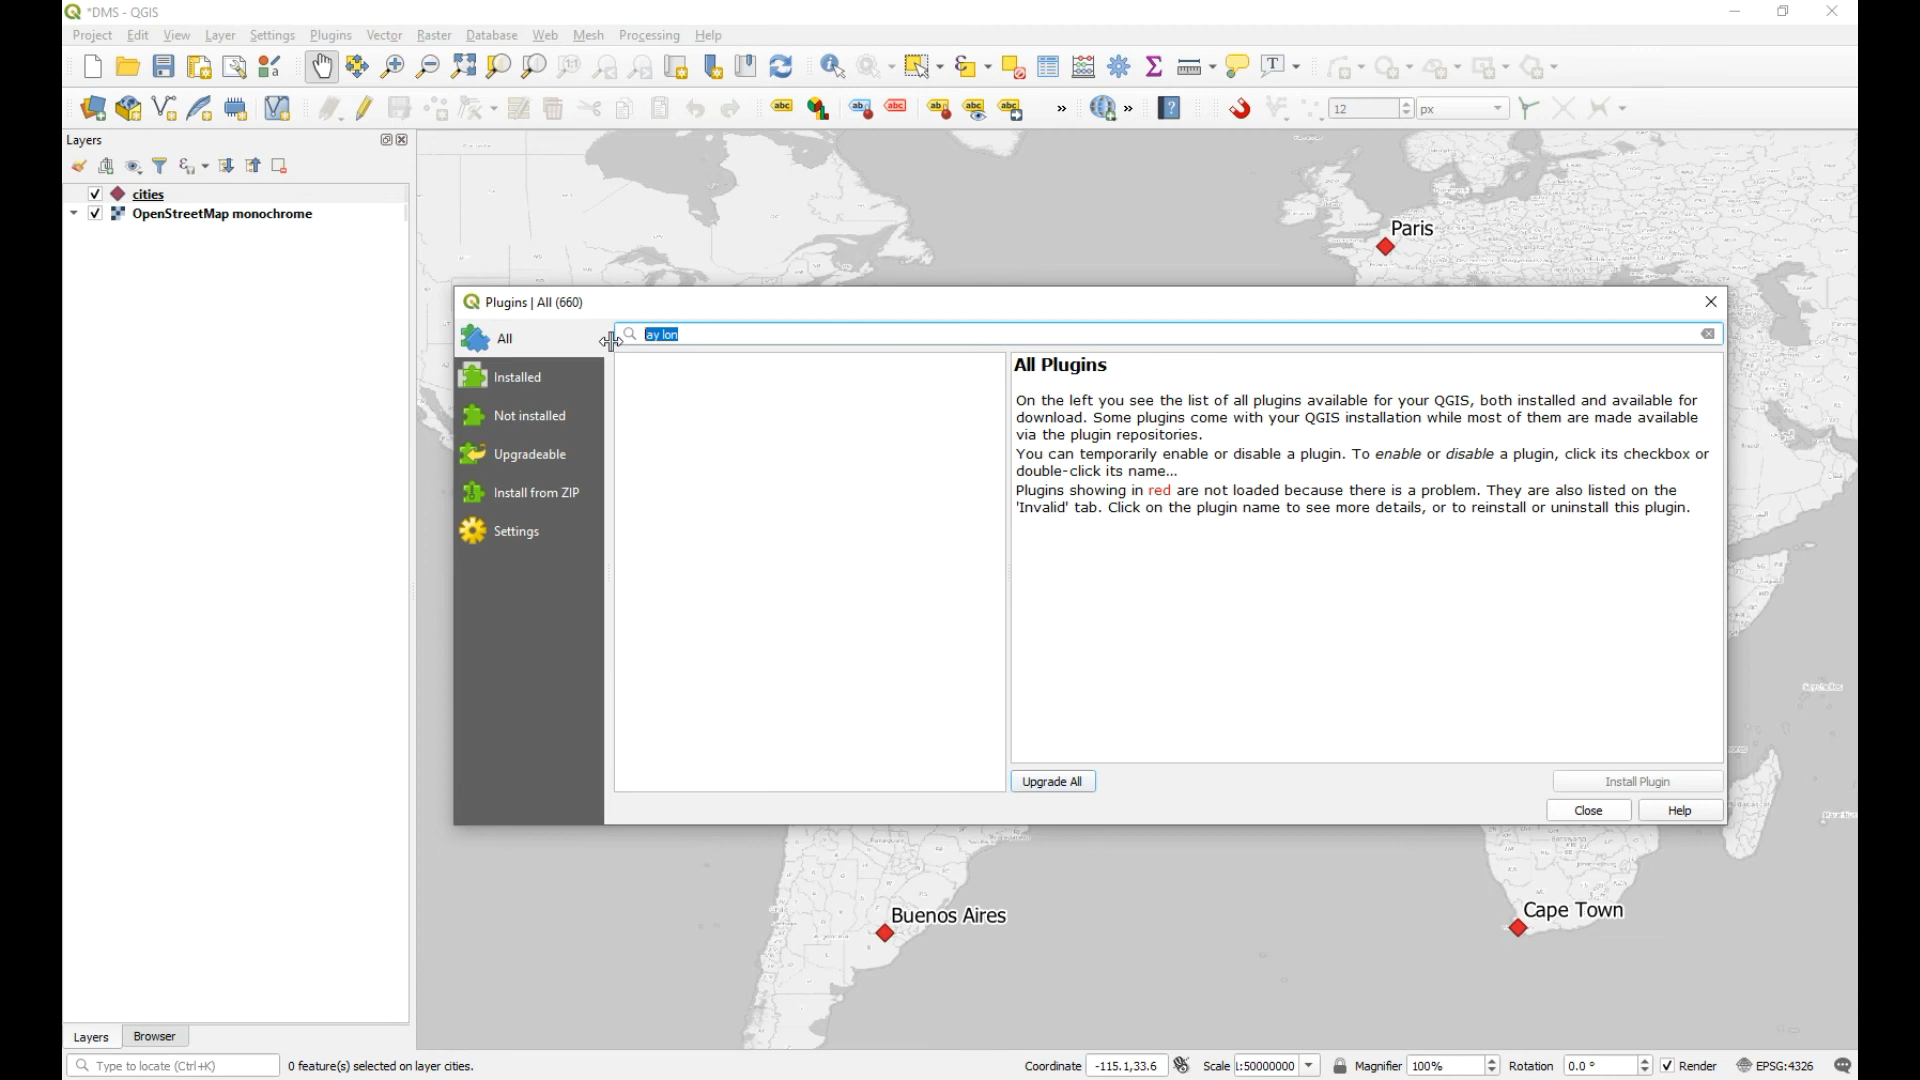 *DMS - QGIS
Project Edit View Layer Settings Plugins Vector Raster Database Web Mesh Processing Help
12 px
Layers
cities
OpenStreetMap monochrome
Paris
Plugins | All (660)
All
ay lon
Installed
Not installed
Upgradeable
Install from ZIP
Settings
All Plugins
On the left you see the list of all plugins available for your QGIS, both installed and available for
download. Some plugins come with your QGIS installation while most of them are made available
via the plugin repositories.
You can temporarily enable or disable a plugin. To enable or disable a plugin, click its checkbox or
double-click its name...
Plugins showing in red are not loaded because there is a problem. They are also listed on the
'Invalid' tab. Click on the plugin name to see more details, or to reinstall or uninstall this plugin.
Upgrade All
Install Plugin
Close
Help
Buenos Aires
Cape Town
Layers Browser
Type to locate (Ctrl+K)
0 feature(s) selected on layer cities.
Coordinate -115.1,33.6 Scale 1:50000000 Magnifier 100% Rotation 0.0 ° Render EPSG:4326